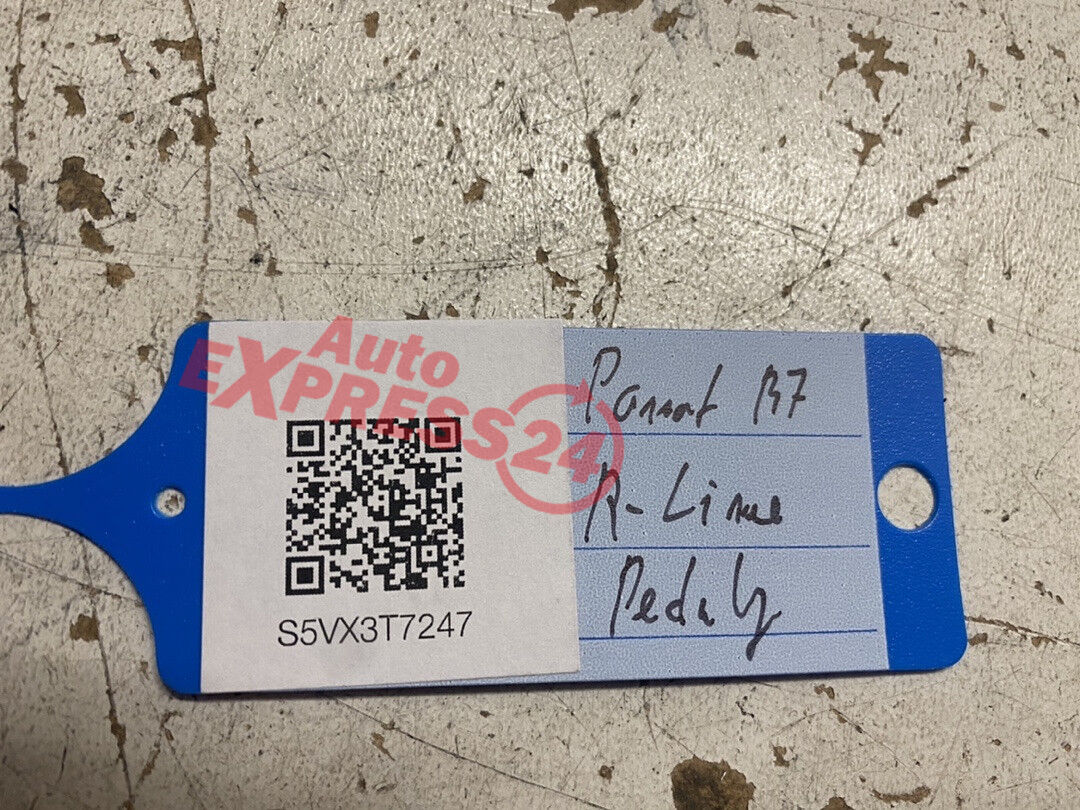 Auto
EXPRESS24
S5VX3T7247
Passat B7
R-Line
Pedały